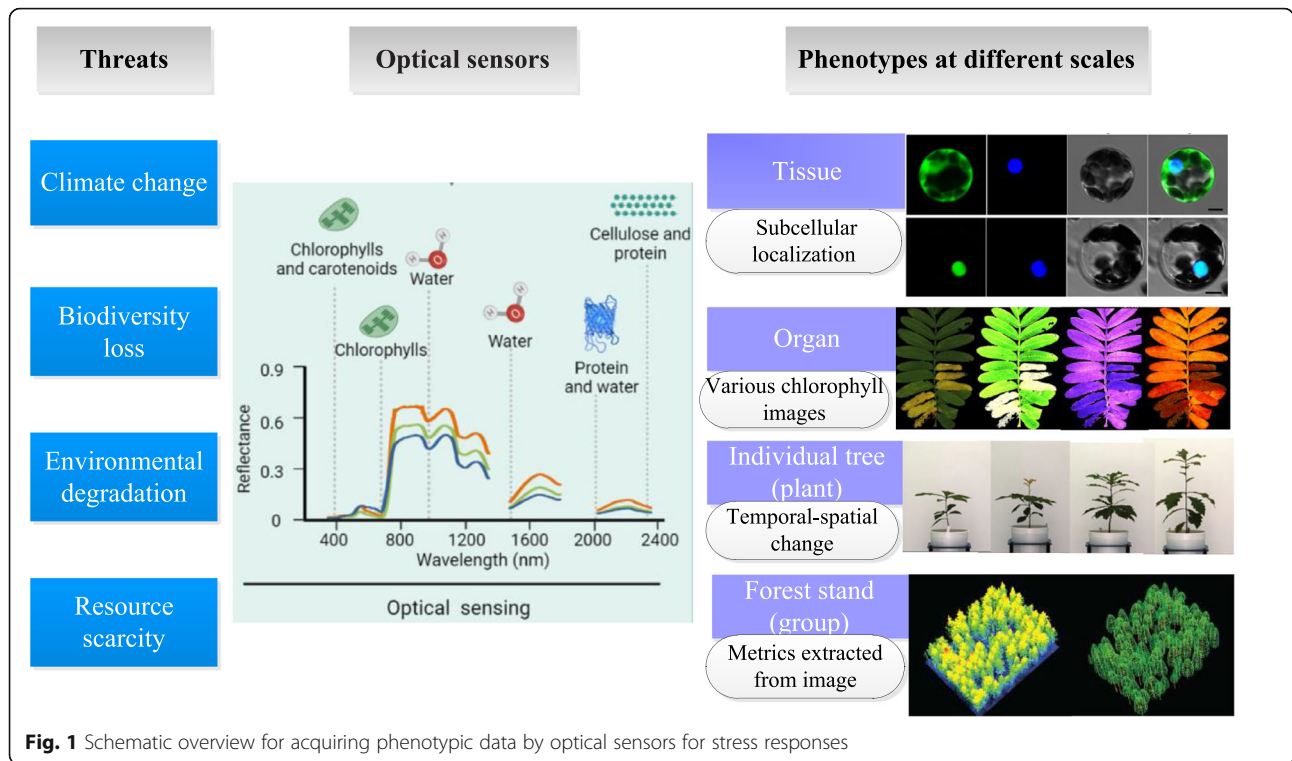 Threats
Optical sensors
Phenotypes at different scales
Climate change
Biodiversity
loss
Environmental
degradation
Resource
scarcity
Chlorophylls
and carotenoids
H
H
O
Water
Chlorophylls
H
H
O
Water
Cellulose and
protein
Protein
and water
Reflectance
0.9
0.6
0.3
0
400
800
1200
1600
2000
2400
Wavelength (nm)
Optical sensing
Tissue
Subcellular
localization
Organ
Various chlorophyll
images
Individual tree
(plant)
Temporal-spatial
change
Forest stand
(group)
Metrics extracted
from image
Fig. 1 Schematic overview for acquiring phenotypic data by optical sensors for stress responses